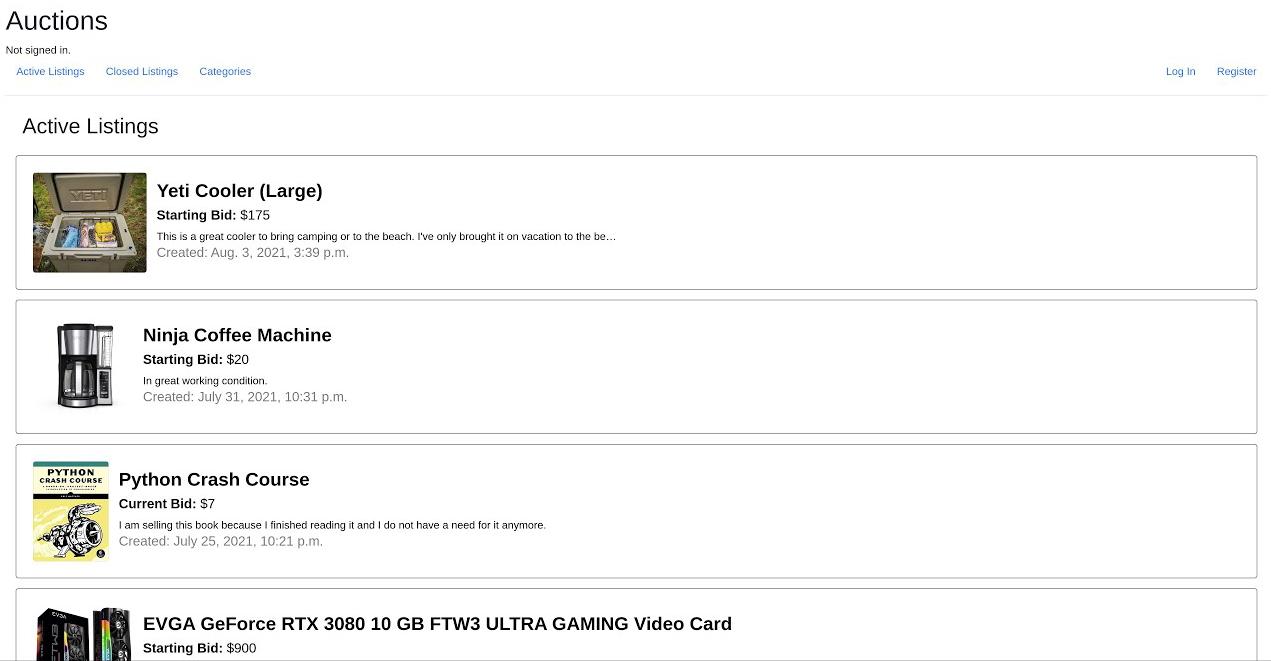 Auctions
Not signed in.
Active Listings Closed Listings Categories Log In Register
Active Listings
YETI
Yeti Cooler (Large)
Starting Bid: $175
This is a great cooler to bring camping or to the beach. I've only brought it on vacation to the be…
Created: Aug. 3, 2021, 3:39 p.m.
Ninja Coffee Machine
Starting Bid: $20
In great working condition.
Created: July 31, 2021, 10:31 p.m.
PYTHON
CRASH COURSE
Python Crash Course
Current Bid: $7
I am selling this book because I finished reading it and I do not have a need for it anymore.
Created: July 25, 2021, 10:21 p.m.
EVGA
EVGA GeForce RTX 3080 10 GB FTW3 ULTRA GAMING Video Card
Starting Bid: $900